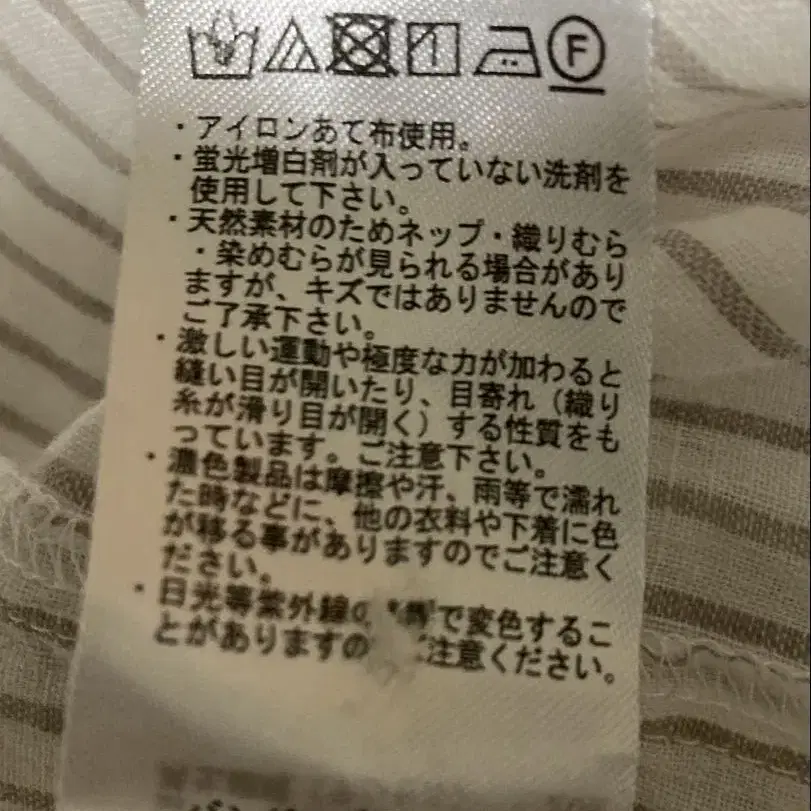 F
・アイロンあて布使用。
・蛍光増白剤が入っていない洗剤を
使用して下さい。
・天然素材のためネップ・織りむら
・染めむらが見られる場合があり
ますが、キズではありませんので
ご了承下さい。
・激しい運動や極度な力が加わると
縫い目が開いたり、目寄れ（織り
糸が滑り目が開く）する性質をも
っています。ご注意下さい。
・濃色製品は摩擦や汗、雨等で濡れ
た時などに、他の衣料や下着に色
が移る事がありますのでご注意く
ださい。
・日光等紫外線の で変色するこ
とがありますの ご注意ください。